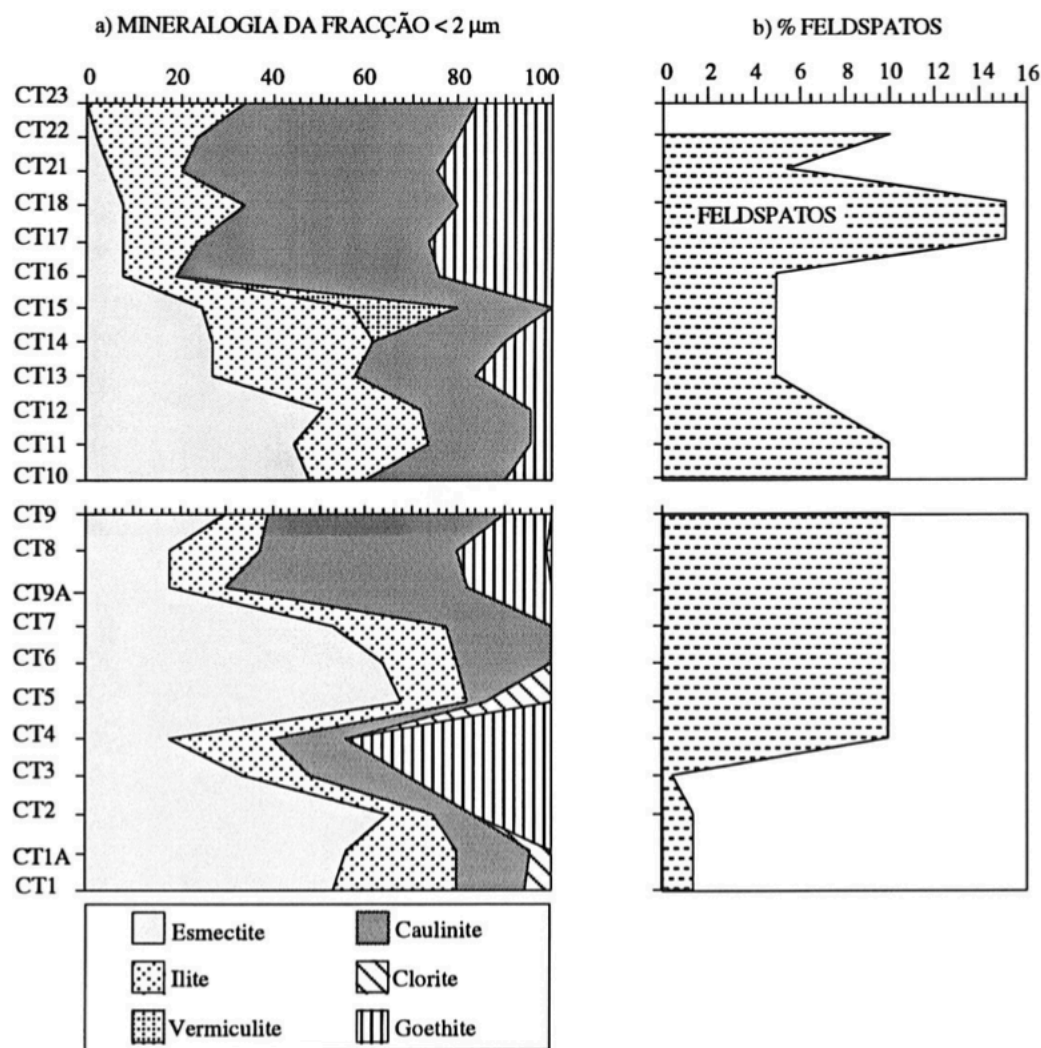 a) MINERALOGIA DA FRACÇÃO < 2 µm
b) % FELDSPATOS
0 20 40 60 80 100
0 2 4 6 8 10 12 14 16
CT23
CT22
CT21
CT18
CT17
CT16
CT15
CT14
CT13
CT12
CT11
CT10
FELDSPATOS
CT9
CT8
CT9A
CT7
CT6
CT5
CT4
CT3
CT2
CT1A
CT1
Esmectite
Caulinite
Ilite
Clorite
Vermiculite
Goethite